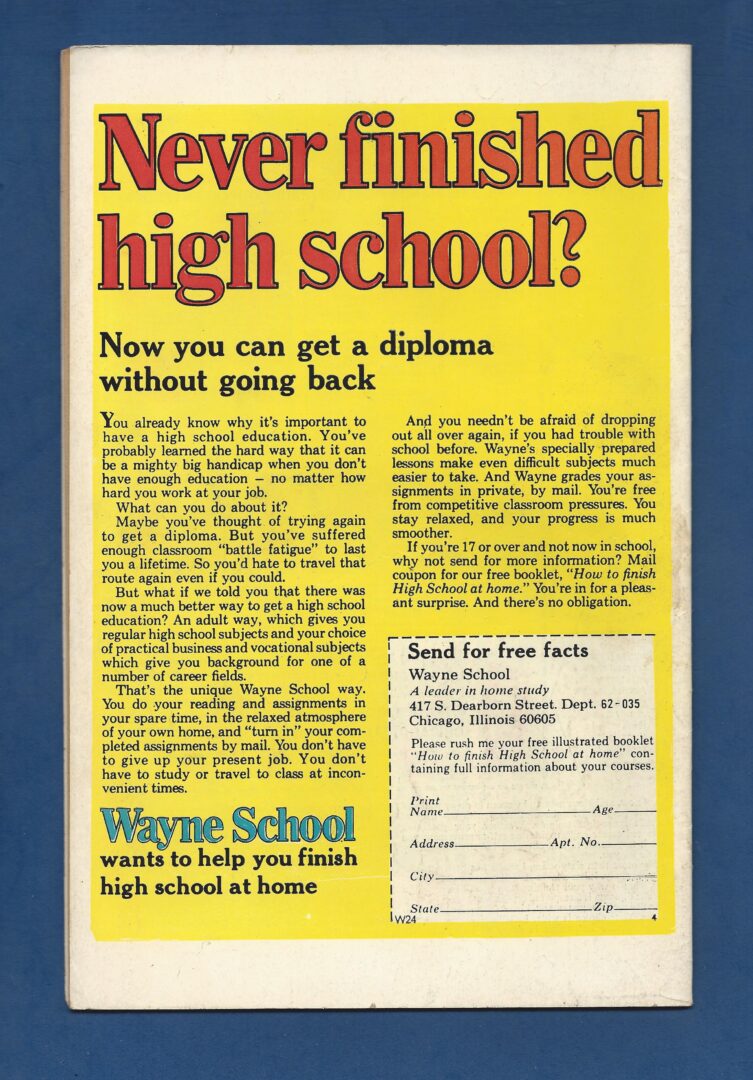 Never finished
high school?
Now you can get a diploma
without going back
You already know why it's important to
have a high school education. You've
probably learned the hard way that it can
be a mighty big handicap when you don't
have enough education – no matter how
hard you work at your job.
What can you do about it?
Maybe you've thought of trying again
to get a diploma. But you've suffered
enough classroom "battle fatigue" to last
you a lifetime. So you'd hate to travel that
route again even if you could.
But what if we told you that there was
now a much better way to get a high school
education? An adult way, which gives you
regular high school subjects and your choice
of practical business and vocational subjects
which give you background for one of a
number of career fields.
That's the unique Wayne School way.
You do your reading and assignments in
your spare time, in the relaxed atmosphere
of your own home, and "turn in" your com-
pleted assignments by mail. You don't have
to give up your present job. You don't
have to study or travel to class at incon-
venient times.
Wayne School
wants to help you finish
high school at home
And you needn't be afraid of dropping
out all over again, if you had trouble with
school before. Wayne's specially prepared
lessons make even difficult subjects much
easier to take. And Wayne grades your as-
signments in private, by mail. You're free
from competitive classroom pressures. You
stay relaxed, and your progress is much
smoother.
If you're 17 or over and not now in school,
why not send for more information? Mail
coupon for our free booklet, "How to finish
High School at home." You're in for a pleas-
ant surprise. And there's no obligation.
Send for free facts
Wayne School
A leader in home study
417 S. Dearborn Street. Dept. 62-035
Chicago, Illinois 60605
Please rush me your free illustrated booklet
"How to finish High School at home" con-
taining full information about your courses.
Print
Name Age
Address Apt. No.
City
State Zip
W24 4